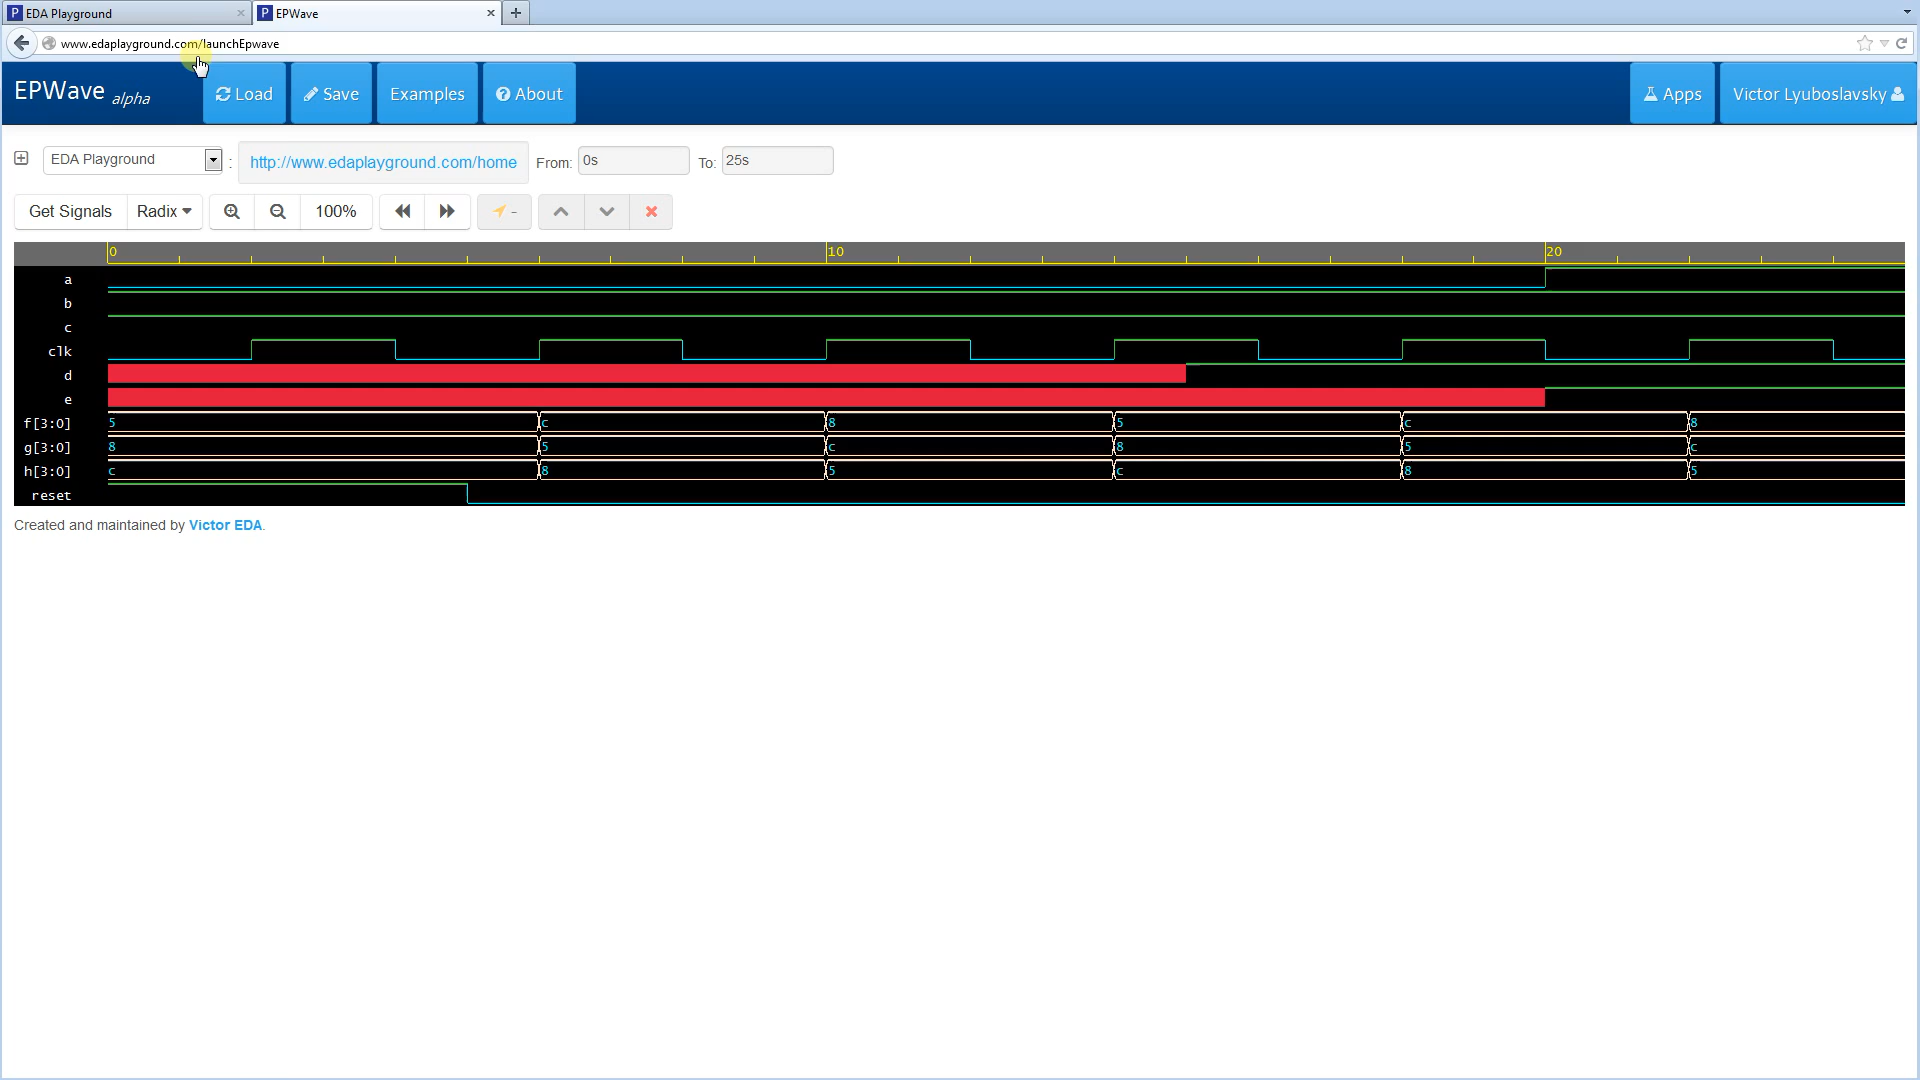 EDA Playground
EPWave
www.edaplayground.com/launchEpwave
EPWave alpha Load Save Examples About Apps Victor Lyuboslavsky
EDA Playground : http://www.edaplayground.com/home From: 0s To: 25s
Get Signals Radix 100% -
0 10 20
a
b
c
clk
d
e
f[3:0] 5 c 8 5 c 8
g[3:0] 8 5 c 8 5 c
h[3:0] c 8 5 c 8 5
reset
Created and maintained by Victor EDA.